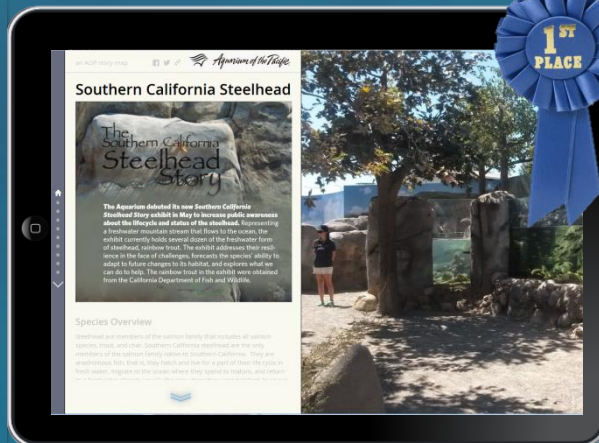 1ST
PLACE
an AOP story map
Aquarium of the Pacific
Southern California Steelhead
The
Southern California
Steelhead
Story
The Aquarium debuted its new Southern California
Steelhead Story exhibit in May to increase public awareness
about the lifecycle and status of the steelhead. Representing
a freshwater mountain stream that flows to the ocean, the
exhibit currently holds several dozen of the freshwater form
of steelhead, rainbow trout. The exhibit addresses their resil-
ience in the face of challenges, forecasts the species' ability to
adapt to future changes to its habitat, and explores what we
can do to help. The rainbow trout in the exhibit were obtained
from the California Department of Fish and Wildlife.
Species Overview
Steelhead are members of the salmon family that includes all salmon
species, trout, and char. Southern California steelhead are the only
members of the salmon family native to Southern California. They are
anadromous fish; that is, they hatch and live for a part of their life cycle in
fresh water, migrate to the ocean where they spend to mature, and return